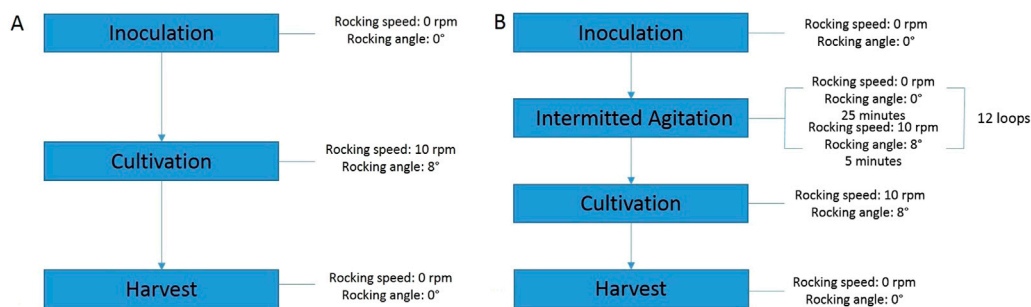 A
Inoculation
Rocking speed: 0 rpm
Rocking angle: 0°
Cultivation
Rocking speed: 10 rpm
Rocking angle: 8°
Harvest
Rocking speed: 0 rpm
Rocking angle: 0°
B
Inoculation
Rocking speed: 0 rpm
Rocking angle: 0°
Intermitted Agitation
Rocking speed: 0 rpm
Rocking angle: 0°
25 minutes
Rocking speed: 10 rpm
Rocking angle: 8°
5 minutes
12 loops
Cultivation
Rocking speed: 10 rpm
Rocking angle: 8°
Harvest
Rocking speed: 0 rpm
Rocking angle: 0°